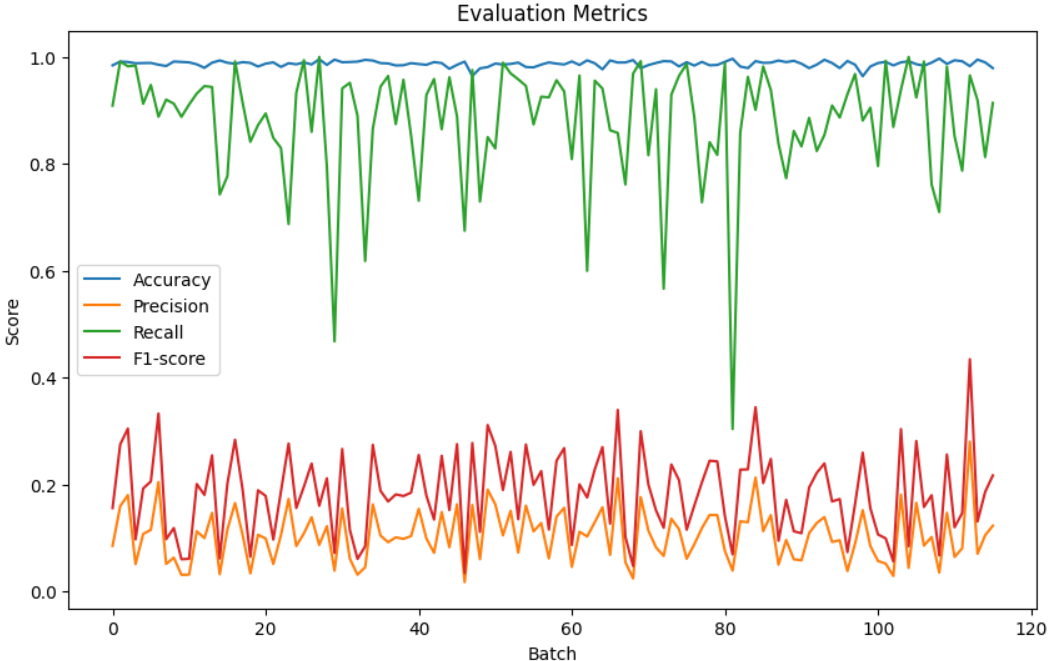 Evaluation Metrics
1.0
0.8
0.6
0.4
0.2
0.0
Score
Accuracy
Precision
Recall
F1-score
0 20 40 60 80 100 120
Batch